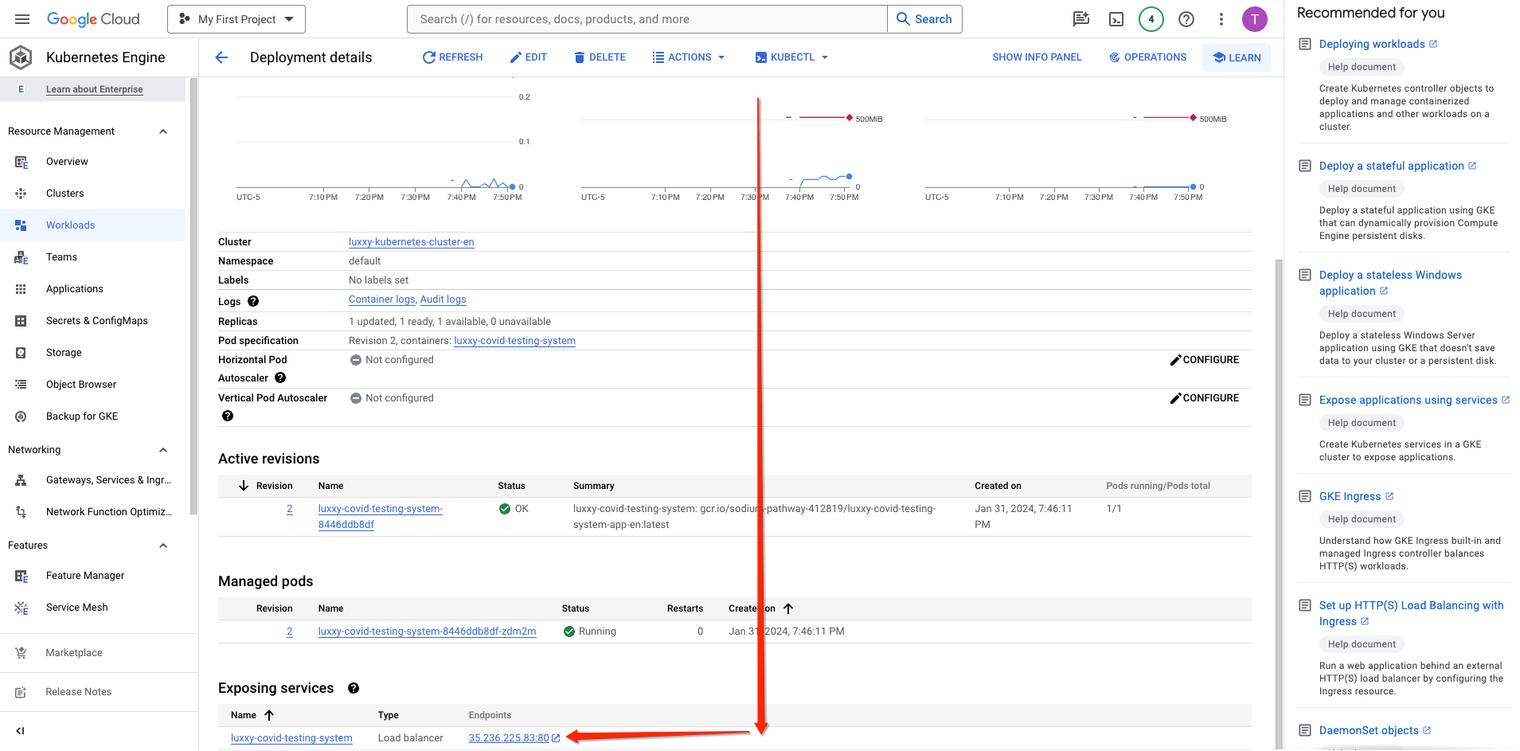 Google Cloud
My First Project
Search (/) for resources, docs, products, and more
Search
4
T
Kubernetes Engine
Deployment details
REFRESH
EDIT
DELETE
ACTIONS
KUBECTL
SHOW INFO PANEL
OPERATIONS
LEARN
E Learn about Enterprise
Resource Management
Overview
Clusters
Workloads
Teams
Applications
Secrets & ConfigMaps
Storage
Object Browser
Backup for GKE
Networking
Gateways, Services & Ingr...
Network Function Optimiz...
Features
Feature Manager
Service Mesh
Marketplace
Release Notes
0.2
0.1
0
UTC-5 7:10 PM 7:20 PM 7:30 PM 7:40 PM 7:50 PM
500MiB
0
UTC-5 7:10 PM 7:20 PM 7:30 PM 7:40 PM 7:50 PM
500MiB
0
UTC-5 7:10 PM 7:20 PM 7:30 PM 7:40 PM 7:50 PM
Cluster luxxy-kubernetes-cluster-en
Namespace default
Labels No labels set
Logs Container logs, Audit logs
Replicas 1 updated, 1 ready, 1 available, 0 unavailable
Pod specification Revision 2, containers: luxxy-covid-testing-system
Horizontal Pod Not configured CONFIGURE
Autoscaler
Vertical Pod Autoscaler Not configured CONFIGURE
Active revisions
Revision Name Status Summary Created on Pods running/Pods total
2 luxxy-covid-testing-system- OK luxxy-covid-testing-system: gcr.io/sodium-pathway-412819/luxxy-covid-testing- Jan 31, 2024, 7:46:11 1/1
8446ddb8df system-app-en:latest PM
Managed pods
Revision Name Status Restarts Created on
2 luxxy-covid-testing-system-8446ddb8df-zdm2m Running 0 Jan 31, 2024, 7:46:11 PM
Exposing services
Name Type Endpoints
luxxy-covid-testing-system Load balancer 35.236.225.83:80
Recommended for you
Deploying workloads
Help document
Create Kubernetes controller objects to
deploy and manage containerized
applications and other workloads on a
cluster.
Deploy a stateful application
Help document
Deploy a stateful application using GKE
that can dynamically provision Compute
Engine persistent disks.
Deploy a stateless Windows
application
Help document
Deploy a stateless Windows Server
application using GKE that doesn't save
data to your cluster or a persistent disk.
Expose applications using services
Help document
Create Kubernetes services in a GKE
cluster to expose applications.
GKE Ingress
Help document
Understand how GKE Ingress built-in and
managed Ingress controller balances
HTTP(S) workloads.
Set up HTTP(S) Load Balancing with
Ingress
Help document
Run a web application behind an external
HTTP(S) load balancer by configuring the
Ingress resource.
DaemonSet objects